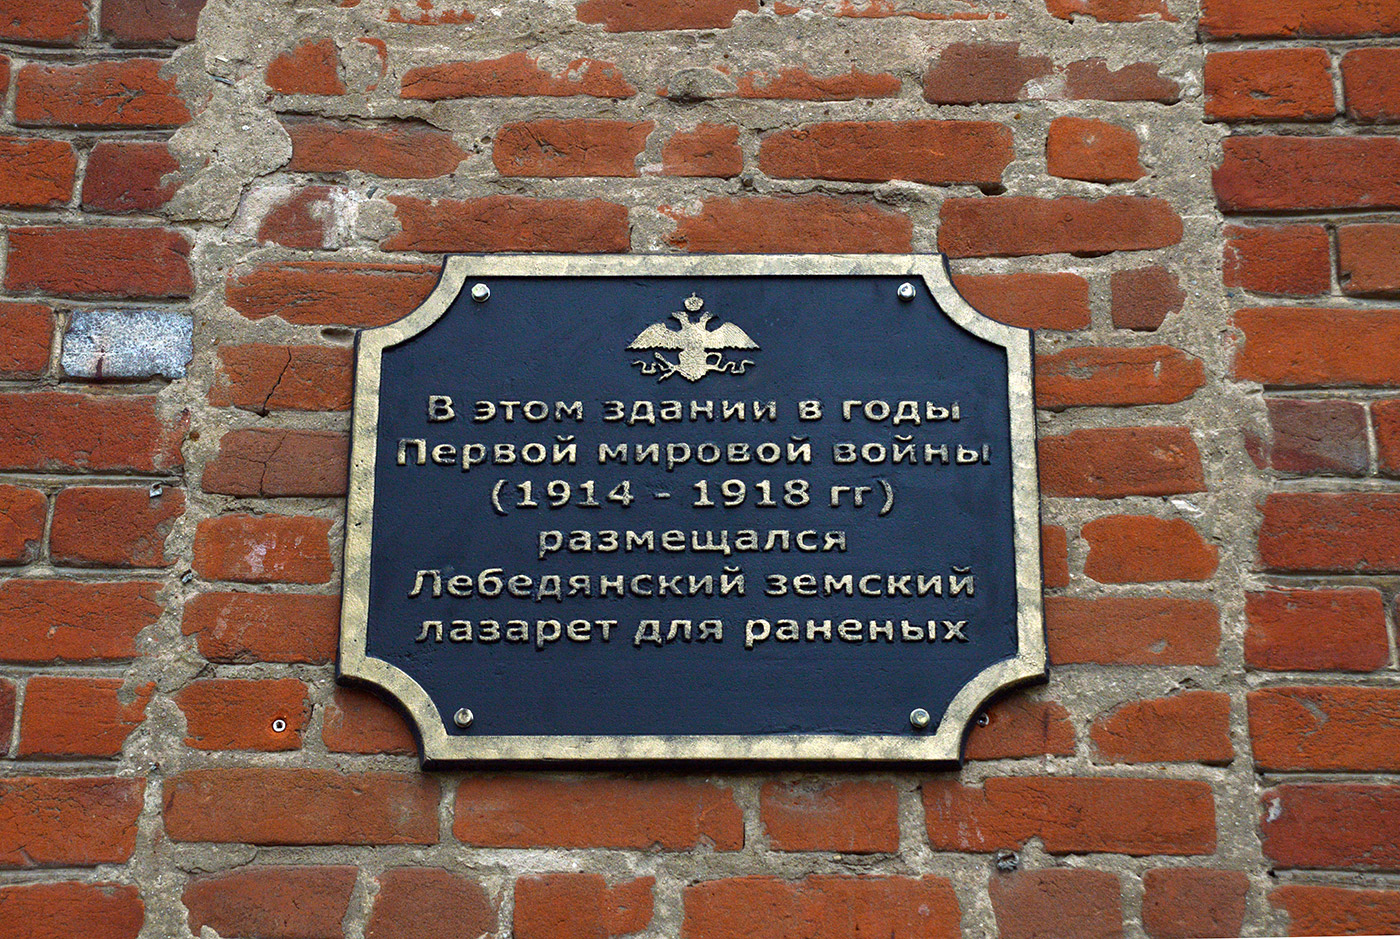 В этом здании в годы
Первой мировой войны
(1914 - 1918 гг)
размещался
Лебедянский земский
лазарет для раненых